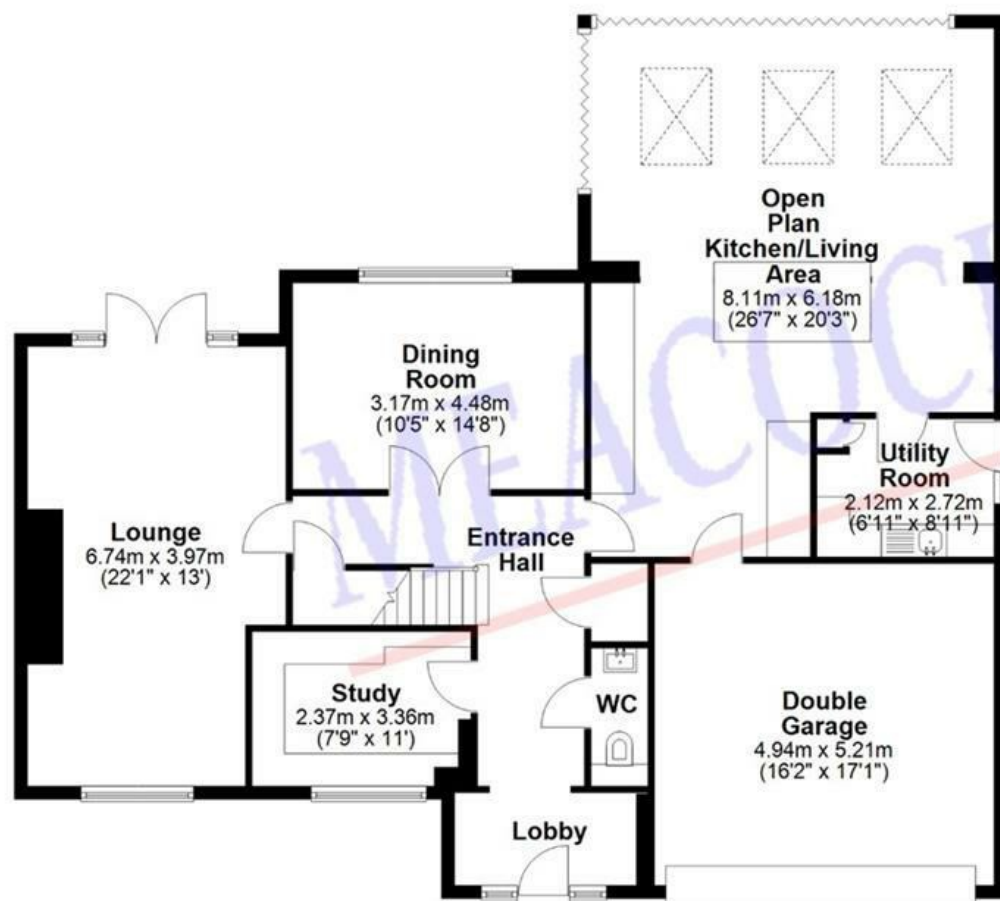 Open
Plan
Kitchen/Living
Area
8.11m x 6.18m
(26'7" x 20'3")
Dining
Room
3.17m x 4.48m
(10'5" x 14'8")
Utility
Room
2.12m x 2.72m
(6'11" x 8'11")
Lounge
6.74m x 3.97m
(22'1" x 13')
Entrance
Hall
Study
2.37m x 3.36m
(7'9" x 11')
WC
Double
Garage
4.94m x 5.21m
(16'2" x 17'1")
Lobby
MEACOC